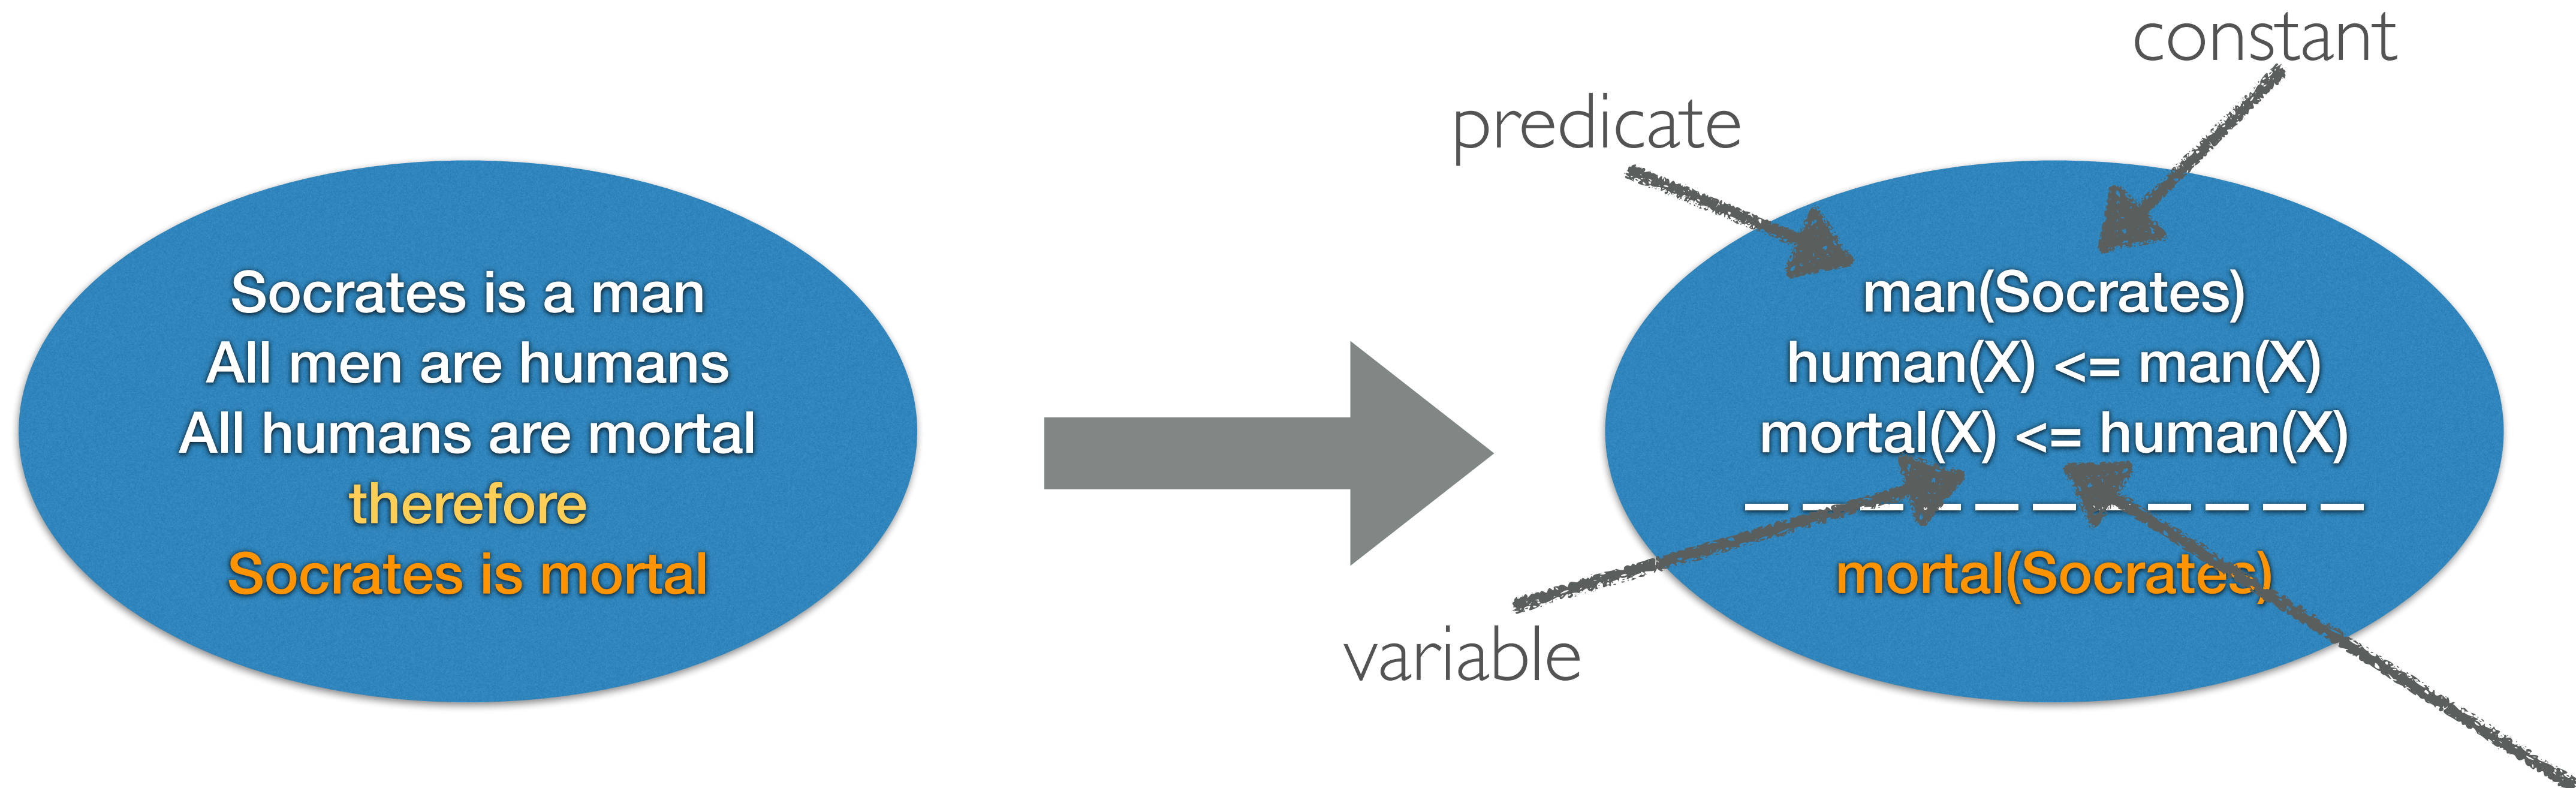 Socrates is a man
All men are humans
All humans are mortal
therefore
Socrates is mortal
predicate
constant
man(Socrates)
human(X) <= man(X)
mortal(X) <= human(X)
– – – – – – – – – – –
mortal(Socrates)
variable